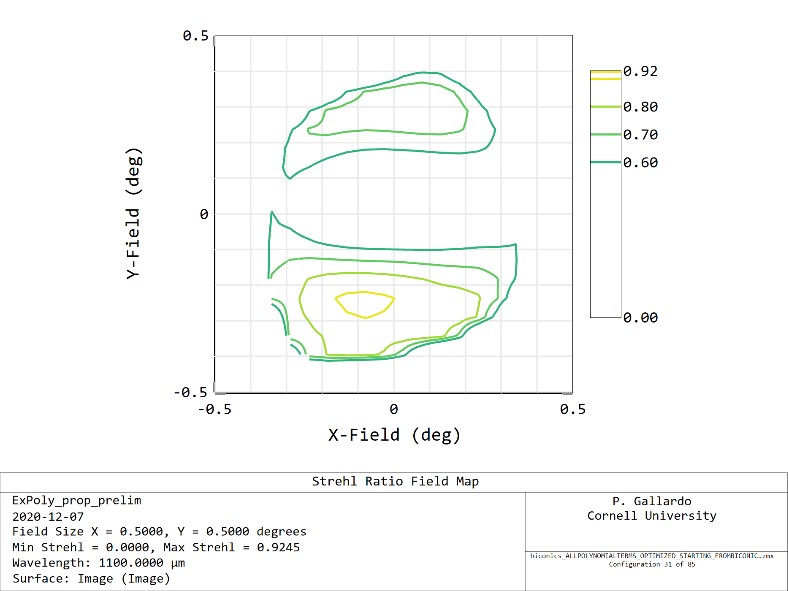 0.5
0
-0.5
Y-Field (deg)
-0.5
0
0.5
X-Field (deg)
0.92
0.80
0.70
0.60
0.00
Strehl Ratio Field Map
ExPoly_prop_prelim
2020-12-07
Field Size X = 0.5000, Y = 0.5000 degrees
Min Strehl = 0.0000, Max Strehl = 0.9245
Wavelength: 1100.0000 µm
Surface: Image (Image)
P. Gallardo
Cornell University
biconics_ALLPOLYNOMIALTERMS_OPTIMIZED_STARTING_FROMBICONIC.zmx
Configuration 31 of 85